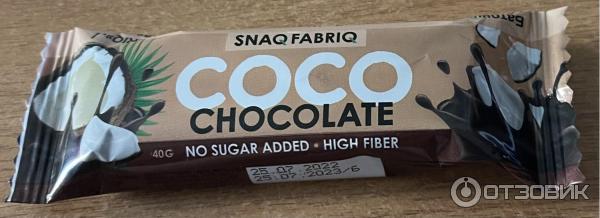 SNAQ FABRIQ
COCO
CHOCOLATE
40G NO SUGAR ADDED • HIGH FIBER
25.07.2022
25.07.2023/6
ОТЗОВИК